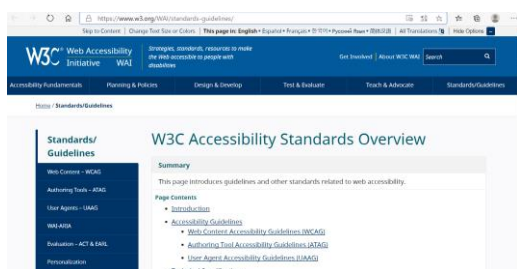 https://www.w3.org/WAI/standards-guidelines/
Skip to Content | Change Text Size or Colors | This page in: English • Español • Français • Русский Язык • | All Translations | Hide Options
W3C® Web Accessibility Initiative WAI
Strategies, standards, resources to make the Web accessible to people with disabilities
Get Involved | About W3C WAI
Search
Accessibility Fundamentals
Planning & Policies
Design & Develop
Test & Evaluate
Teach & Advocate
Standards/Guidelines
Home / Standards/Guidelines
Standards/
Guidelines
Web Content – WCAG
Authoring Tools – ATAG
User Agents – UAAG
WAI-ARIA
Evaluation – ACT & EARL
Personalization
W3C Accessibility Standards Overview
Summary
This page introduces guidelines and other standards related to web accessibility.
Page Contents
Introduction
Accessibility Guidelines
Web Content Accessibility Guidelines (WCAG)
Authoring Tool Accessibility Guidelines (ATAG)
User Agent Accessibility Guidelines (UAAG)